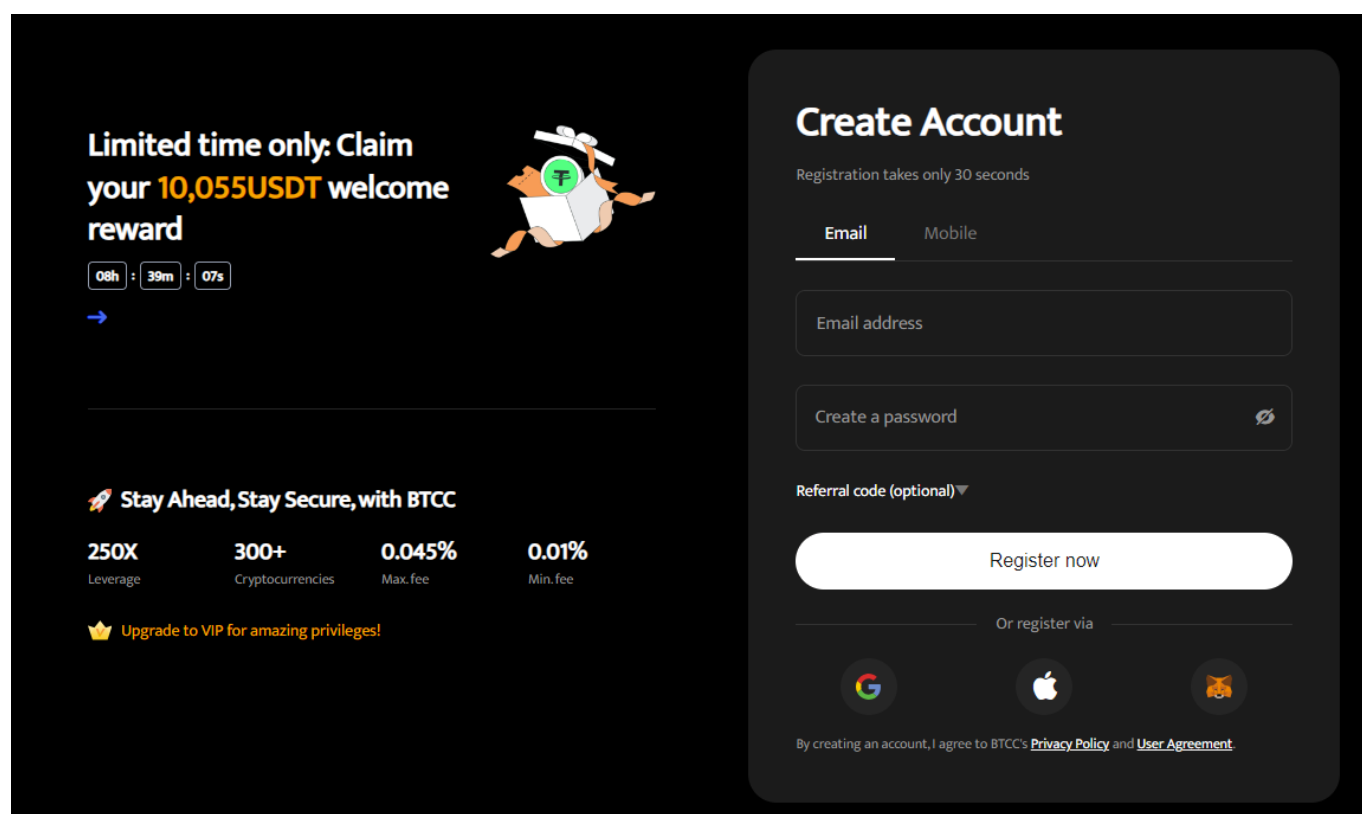 Limited time only: Claim
your 10,055USDT welcome
reward
08h : 39m : 07s
Stay Ahead, Stay Secure, with BTCC
250X 300+ 0.045% 0.01%
Leverage Cryptocurrencies Max. fee Min. fee
Upgrade to VIP for amazing privileges!
Create Account
Registration takes only 30 seconds
Email Mobile
Email address
Create a password
Referral code (optional)
Register now
Or register via
By creating an account, I agree to BTCC's Privacy Policy and User Agreement.